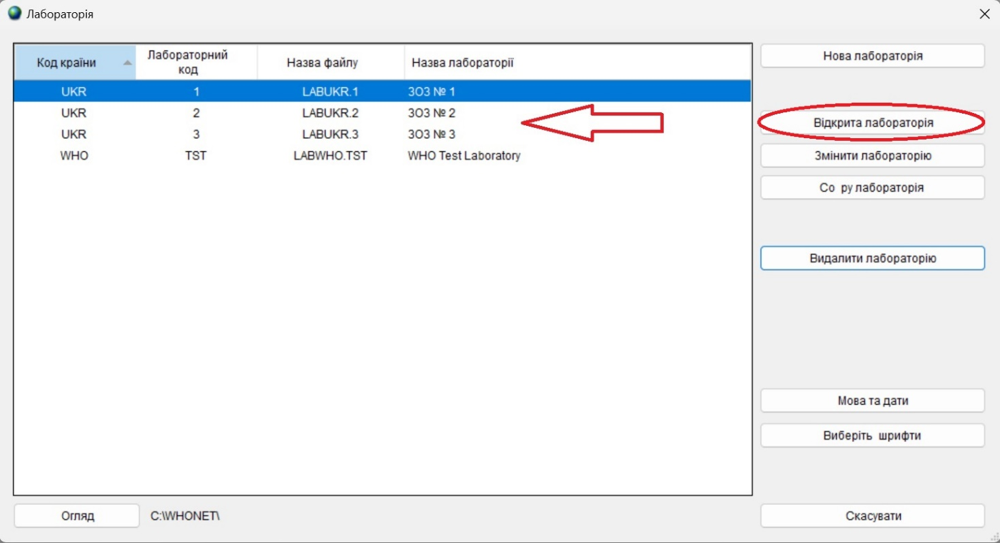 Лабораторія
Код країни Лабораторний код Назва файлу Назва лабораторії
UKR 1 LABUKR.1 ЗОЗ № 1
UKR 2 LABUKR.2 ЗОЗ № 2
UKR 3 LABUKR.3 ЗОЗ № 3
WHO TST LABWHO.TST WHO Test Laboratory
Нова лабораторія
Відкрита лабораторія
Змінити лабораторію
Со ру лабораторія
Видалити лабораторію
Мова та дати
Виберіть шрифти
Огляд C:\WHONET\
Скасувати